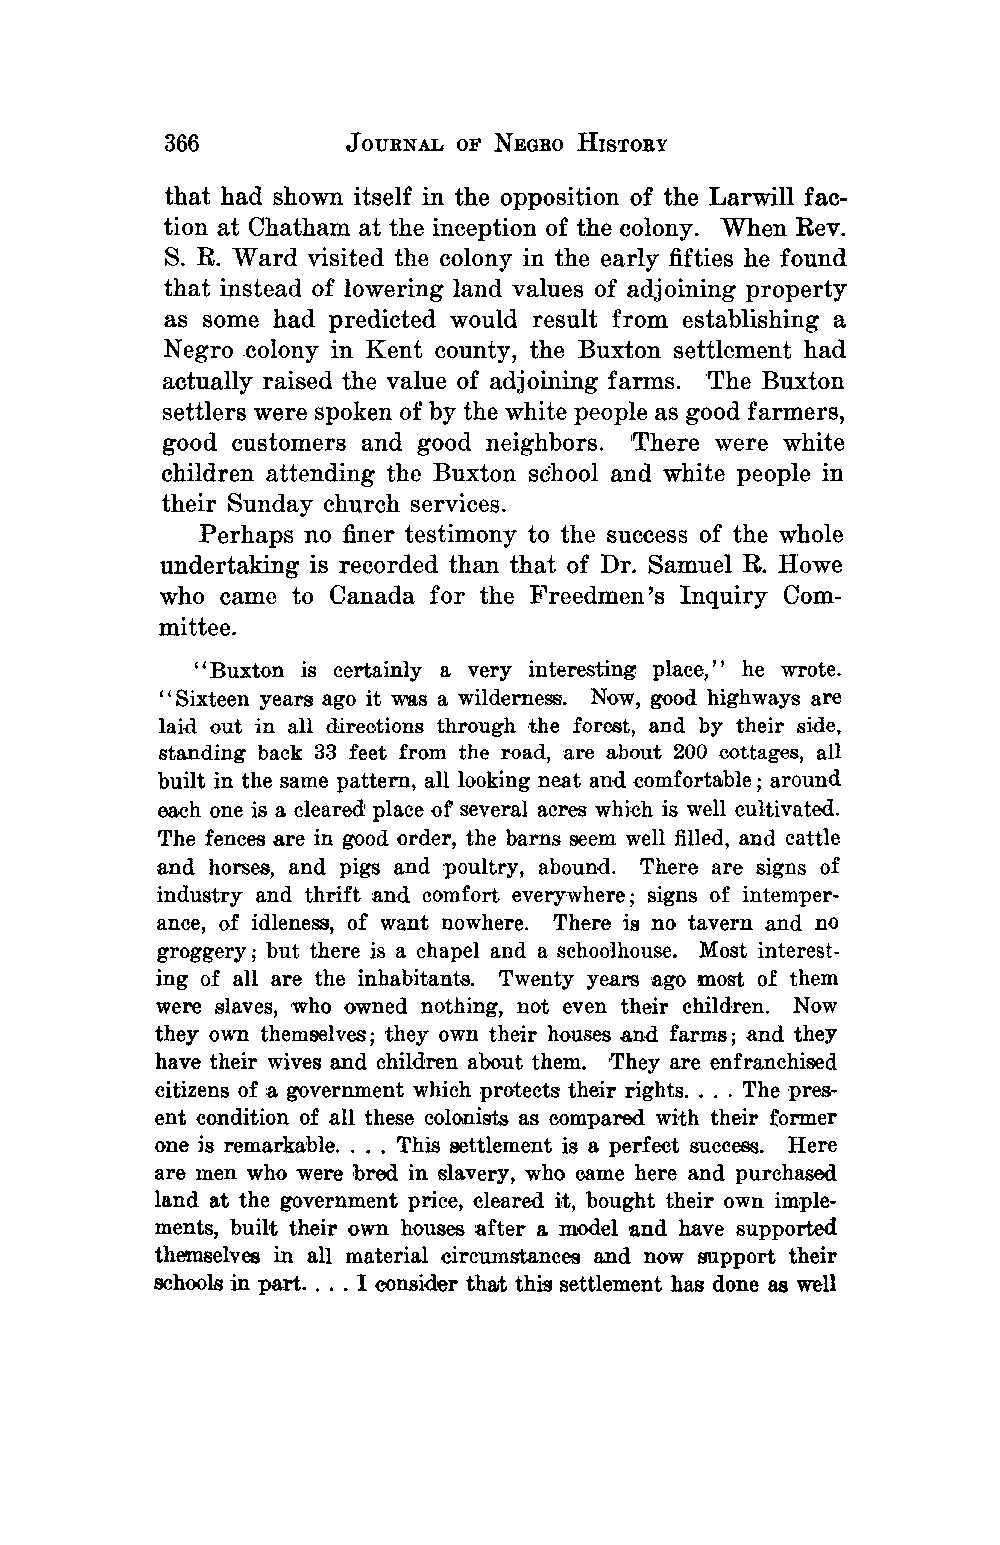 366 JOURNAL OF NEGRO HISTORY
that had shown itself in the opposition of the Larwill fac-
tion at Chatham at the inception of the colony. When Rev.
S. R. Ward visited the colony in the early fifties he found
that instead of lowering land values of adjoining property
as some had predicted would result from establishing a
Negro colony in Kent county, the Buxton settlement had
actually raised the value of adjoining farms. The Buxton
settlers were spoken of by the white people as good farmers,
good customers and good neighbors. There were white
children attending the Buxton school and white people in
their Sunday church services.
Perhaps no finer testimony to the success of the whole
undertaking is recorded than that of Dr. Samuel R. Howe
who came to Canada for the Freedmen's Inquiry Com-
mittee.
"Buxton is certainly a very interesting place," he wrote.
"Sixteen years ago it was a wilderness. Now, good highways are
laid out in all directions through the forest, and by their side,
standing back 33 feet from the road, are about 200 cottages, all
built in the same pattern, all looking neat and comfortable; around
each one is a cleared place of several acres which is well cultivated.
The fences are in good order, the barns seem well filled, and cattle
and horses, and pigs and poultry, abound. There are signs of
industry and thrift and comfort everywhere; signs of intemper-
ance, of idleness, of want nowhere. There is no tavern and no
groggery; but there is a chapel and a schoolhouse. Most interest-
ing of all are the inhabitants. Twenty years ago most of them
were slaves, who owned nothing, not even their children. Now
they own themselves; they own their houses and farms; and they
have their wives and children about them. They are enfranchised
citizens of a government which protects their rights. . . . The pres-
ent condition of all these colonists as compared with their former
one is remarkable. . . . This settlement is a perfect success. Here
are men who were bred in slavery, who came here and purchased
land at the government price, cleared it, bought their own imple-
ments, built their own houses after a model and have supported
themselves in all material circumstances and now support their
schools in part. . . . I consider that this settlement has done as well